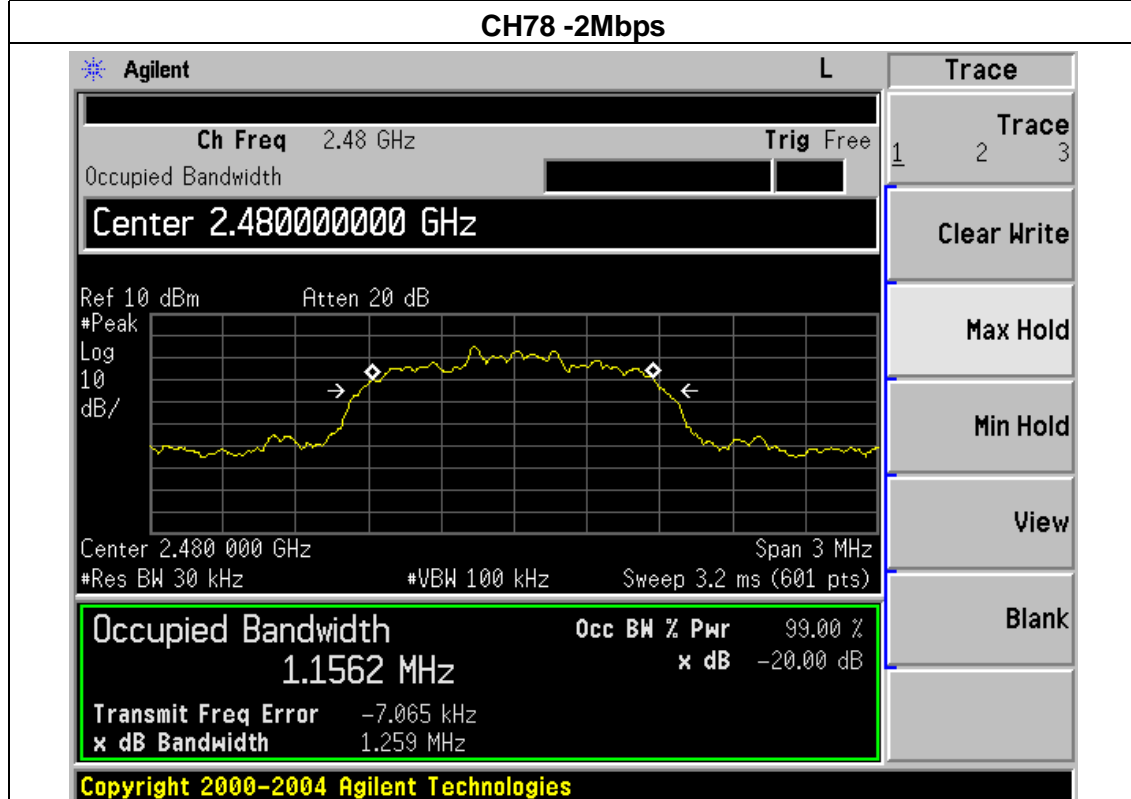 CH78 -2Mbps
Agilent L Trace
Ch Freq 2.48 GHz Trig Free
Occupied Bandwidth
Center 2.480000000 GHz
Ref 10 dBm Atten 20 dB
#Peak
Log
10
dB/
Center 2.480 000 GHz Span 3 MHz
#Res BW 30 kHz #VBW 100 kHz Sweep 3.2 ms (601 pts)
Occupied Bandwidth Occ BW % Pwr 99.00 %
1.1562 MHz x dB -20.00 dB
Transmit Freq Error -7.065 kHz
x dB Bandwidth 1.259 MHz
Trace
1 2 3
Clear Write
Max Hold
Min Hold
View
Blank
Copyright 2000-2004 Agilent Technologies